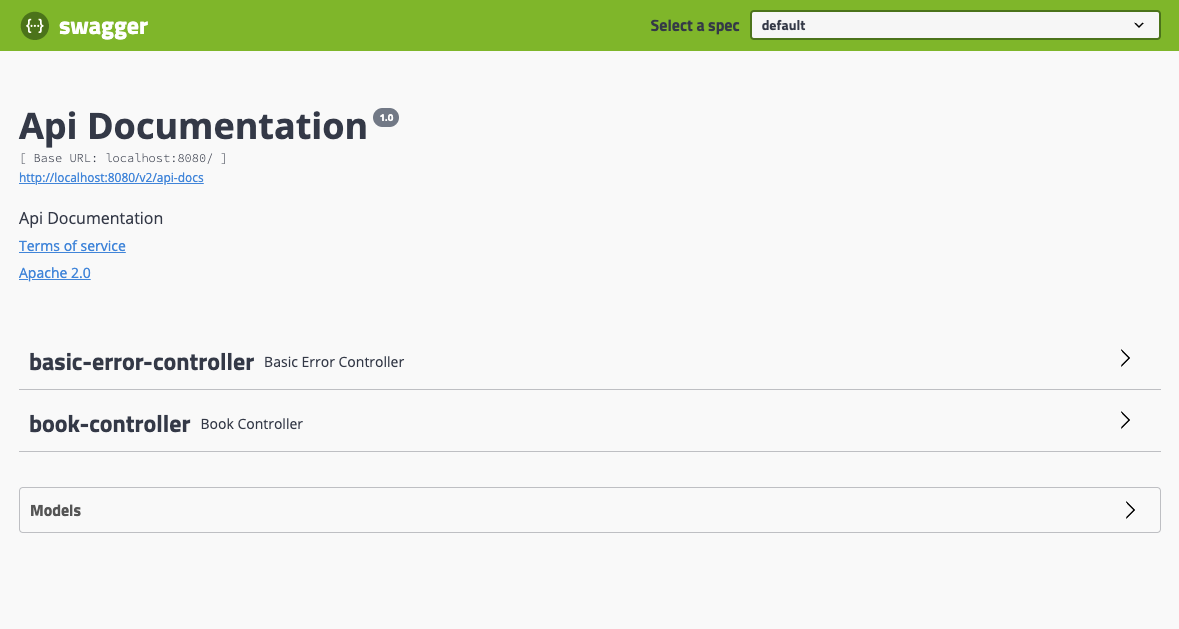 {···} swagger Select a spec default
Api Documentation 1.0
[ Base URL: localhost:8080/ ]
http://localhost:8080/v2/api-docs
Api Documentation
Terms of service
Apache 2.0
basic-error-controller Basic Error Controller
book-controller Book Controller
Models